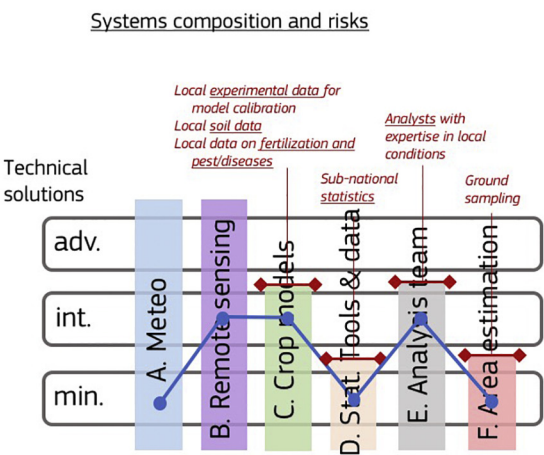 Systems composition and risks
Local experimental data for
model calibration
Local soil data
Local data on fertilization and
pest/diseases
Analysts with
expertise in local
conditions
Sub-national
statistics
Ground
sampling
Technical
solutions
adv.
int.
min.
A. Meteo
B. Remote sensing
C. Crop models
D. Stat. Tools & data
E. Analysis team
F. Area estimation